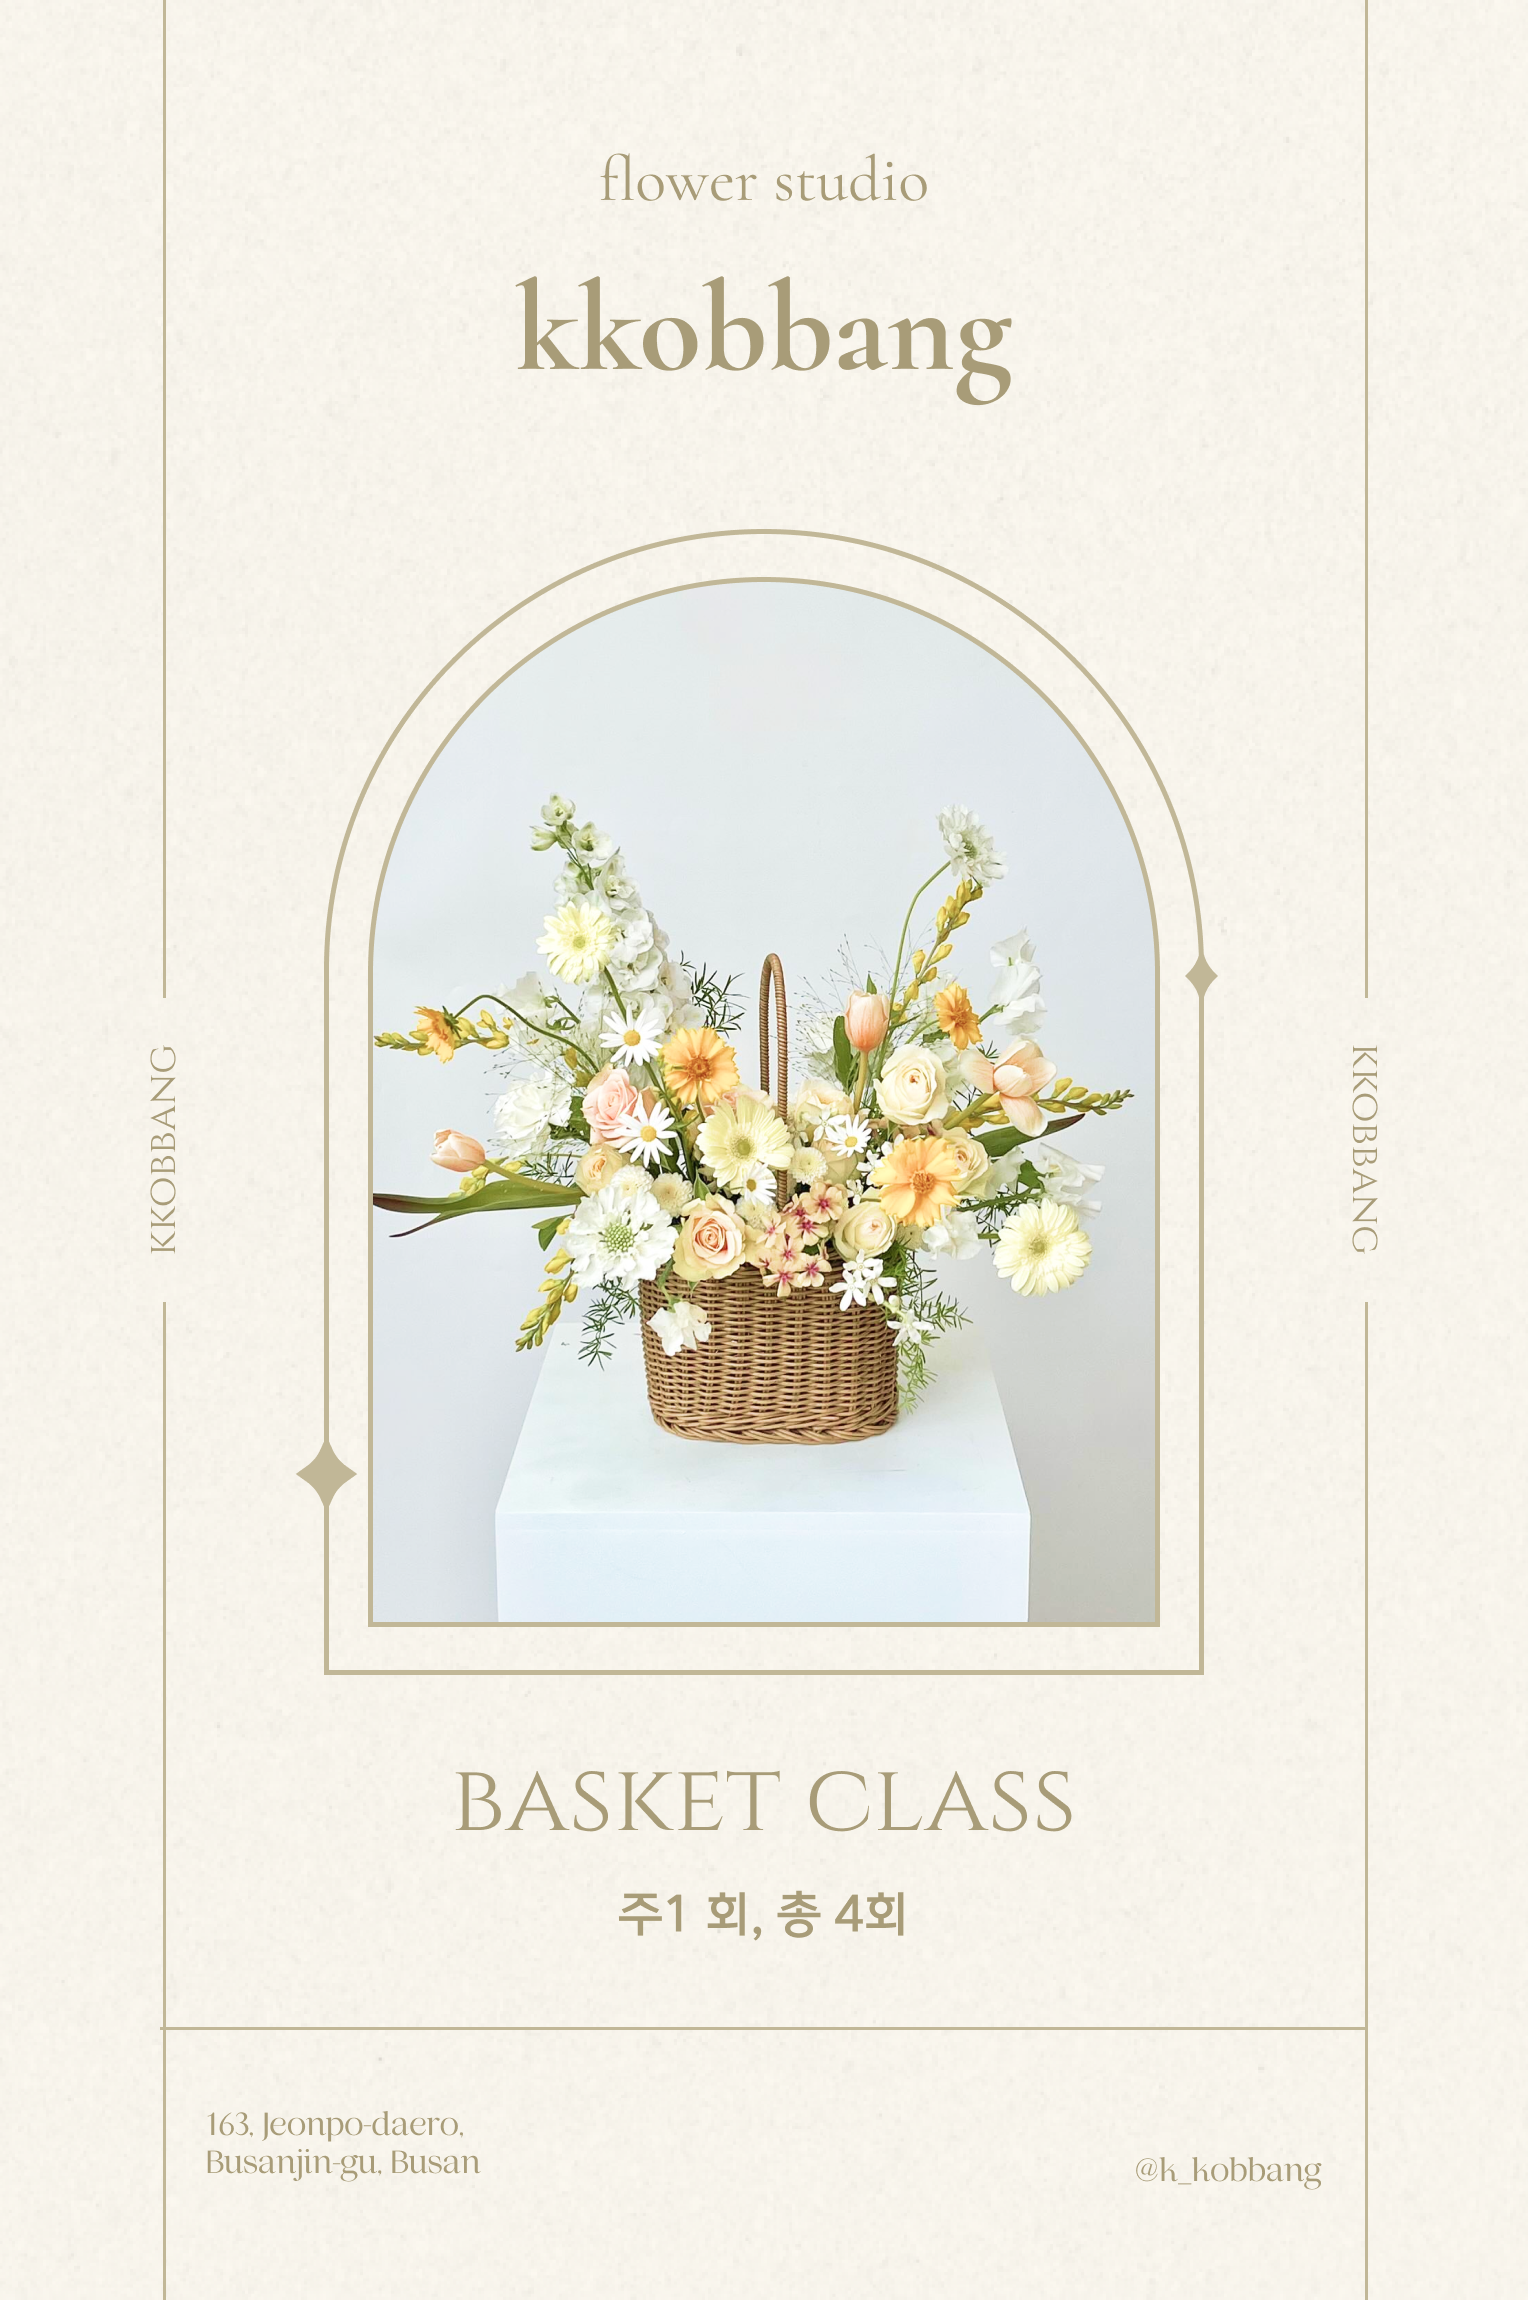 flower studio
kkobbang
KKOBBANG
KKOBBANG
BASKET CLASS
주1 회, 총 4회
163, Jeonpo-daero,
Busanjin-gu, Busan
@k_kobbang